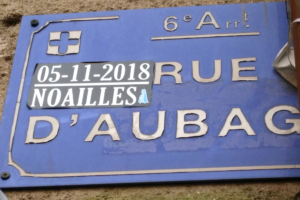 6e Arrt
05-11-2018 RUE
NOAILLES
D'AUBAG